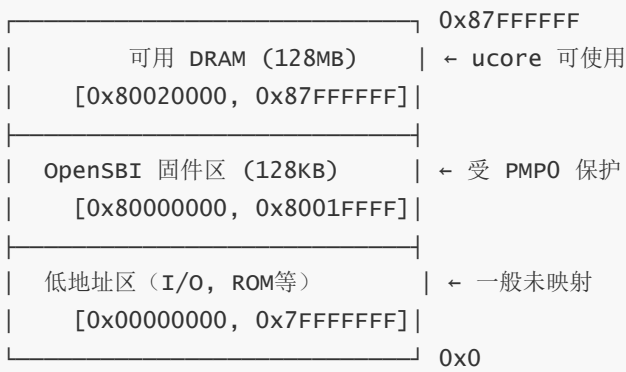 0x87FFFFFF
可用 DRAM (128MB) ← ucore 可使用
[0x80020000, 0x87FFFFFF]
OpenSBI 固件区 (128KB) ← 受 PMP0 保护
[0x80000000, 0x8001FFFF]
低地址区（I/O, ROM等） ← 一般未映射
[0x00000000, 0x7FFFFFFF]
0x0